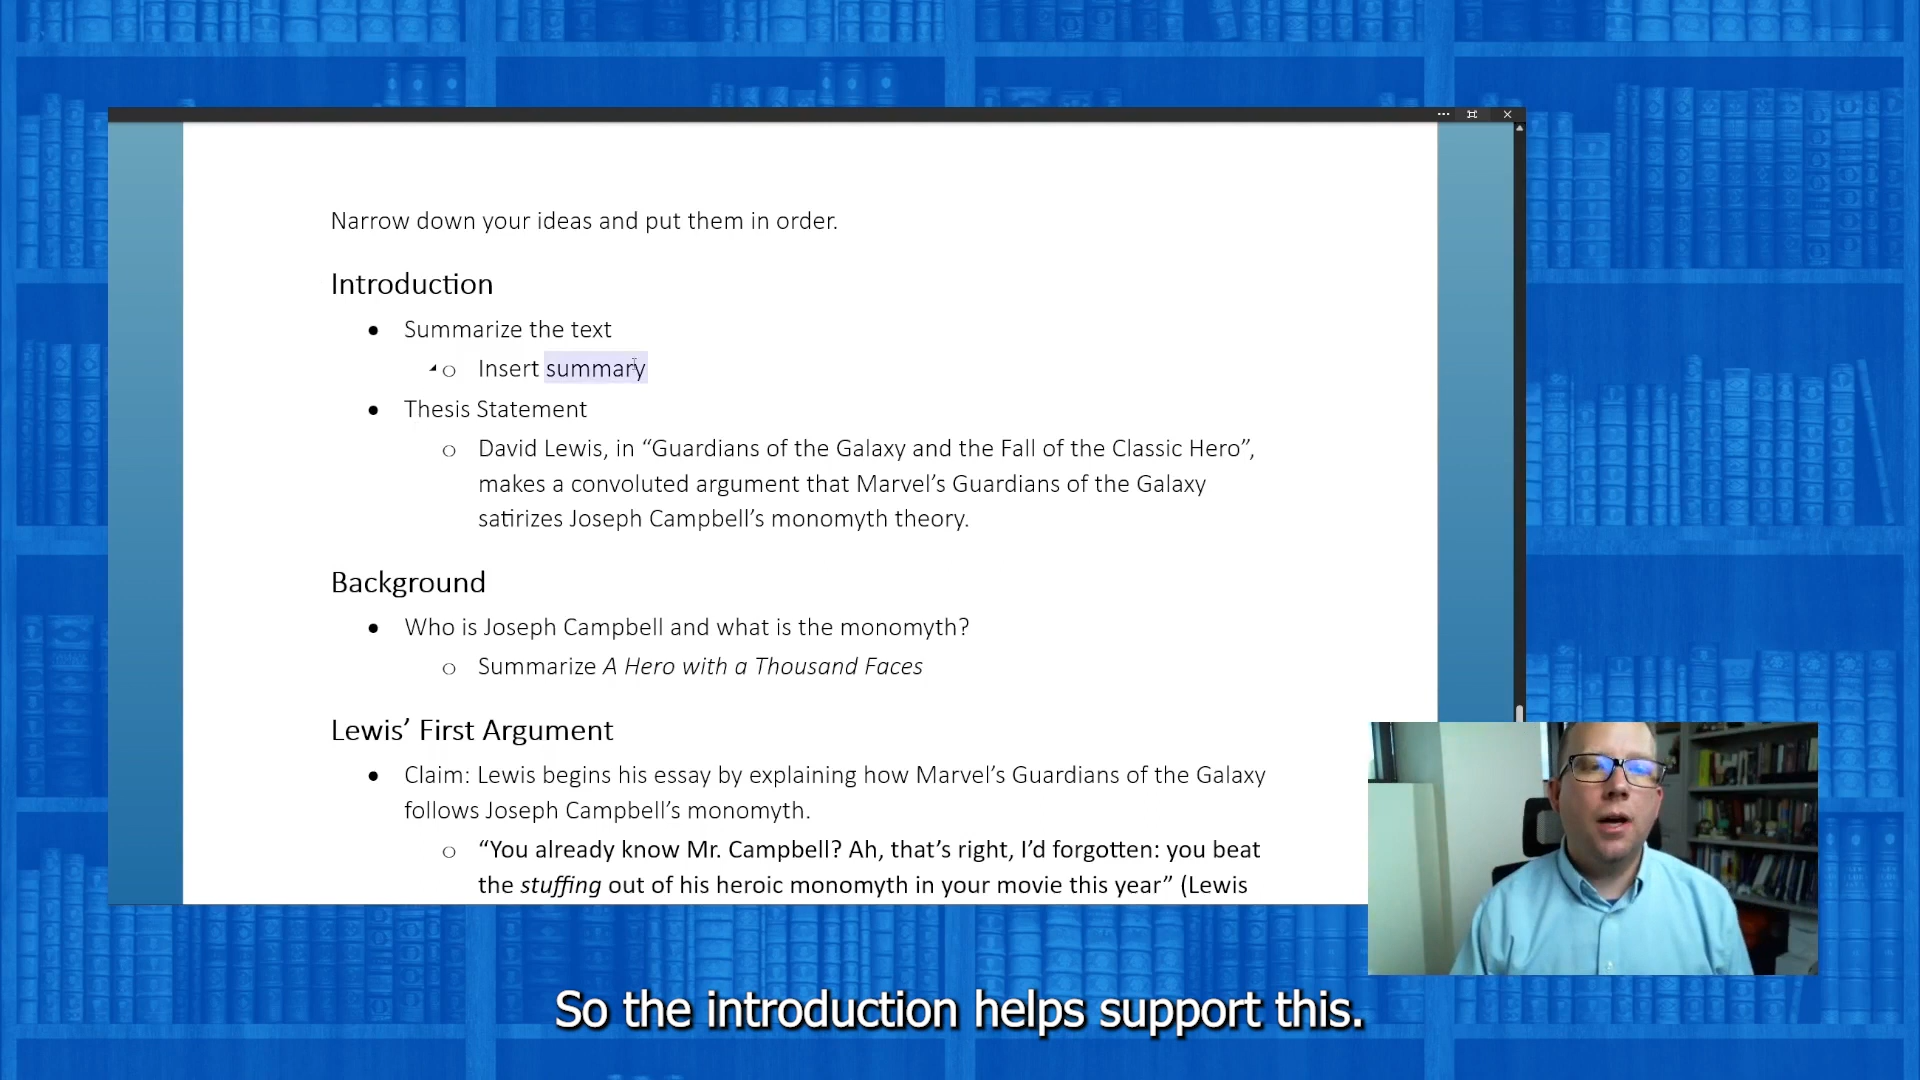 Narrow down your ideas and put them in order.
Introduction
• Summarize the text
o Insert summary
• Thesis Statement
o David Lewis, in “Guardians of the Galaxy and the Fall of the Classic Hero”,
makes a convoluted argument that Marvel’s Guardians of the Galaxy
satirizes Joseph Campbell’s monomyth theory.
Background
• Who is Joseph Campbell and what is the monomyth?
o Summarize A Hero with a Thousand Faces
Lewis’ First Argument
• Claim: Lewis begins his essay by explaining how Marvel’s Guardians of the Galaxy
follows Joseph Campbell’s monomyth.
o “You already know Mr. Campbell? Ah, that’s right, I’d forgotten: you beat
the stuffing out of his heroic monomyth in your movie this year” (Lewis
So the introduction helps support this.